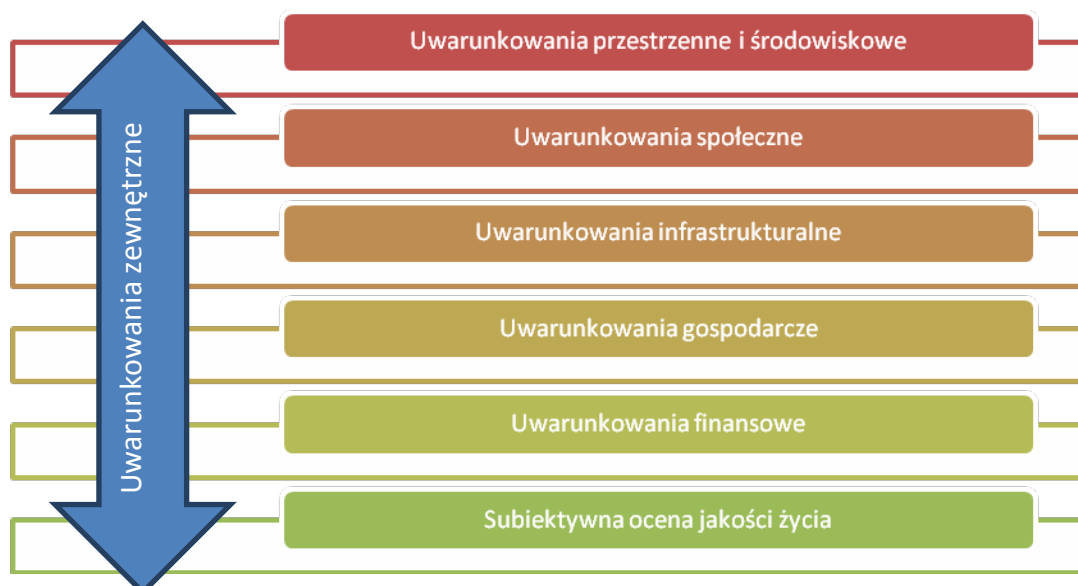 Uwarunkowania zewnętrzne
Uwarunkowania przestrzenne i środowiskowe
Uwarunkowania społeczne
Uwarunkowania infrastrukturalne
Uwarunkowania gospodarcze
Uwarunkowania finansowe
Subiektywna ocena jakości życia